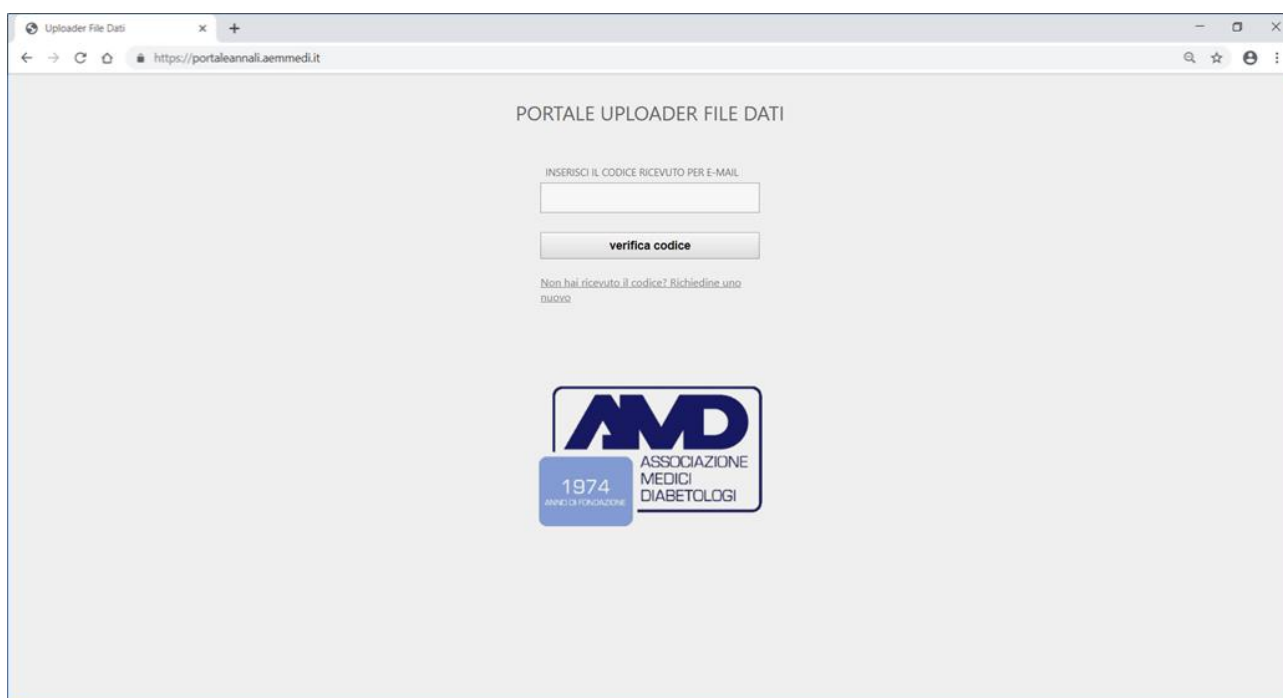 Uploader File Dati
https://portaleannali.aemmedi.it
PORTALE UPLOADER FILE DATI
INSERISCI IL CODICE RICEVUTO PER E-MAIL
verifica codice
Non hai ricevuto il codice? Richiedine uno
nuovo
AMD
ASSOCIAZIONE
MEDICI
DIABETOLOGI
1974
ANNO DI FONDAZIONE